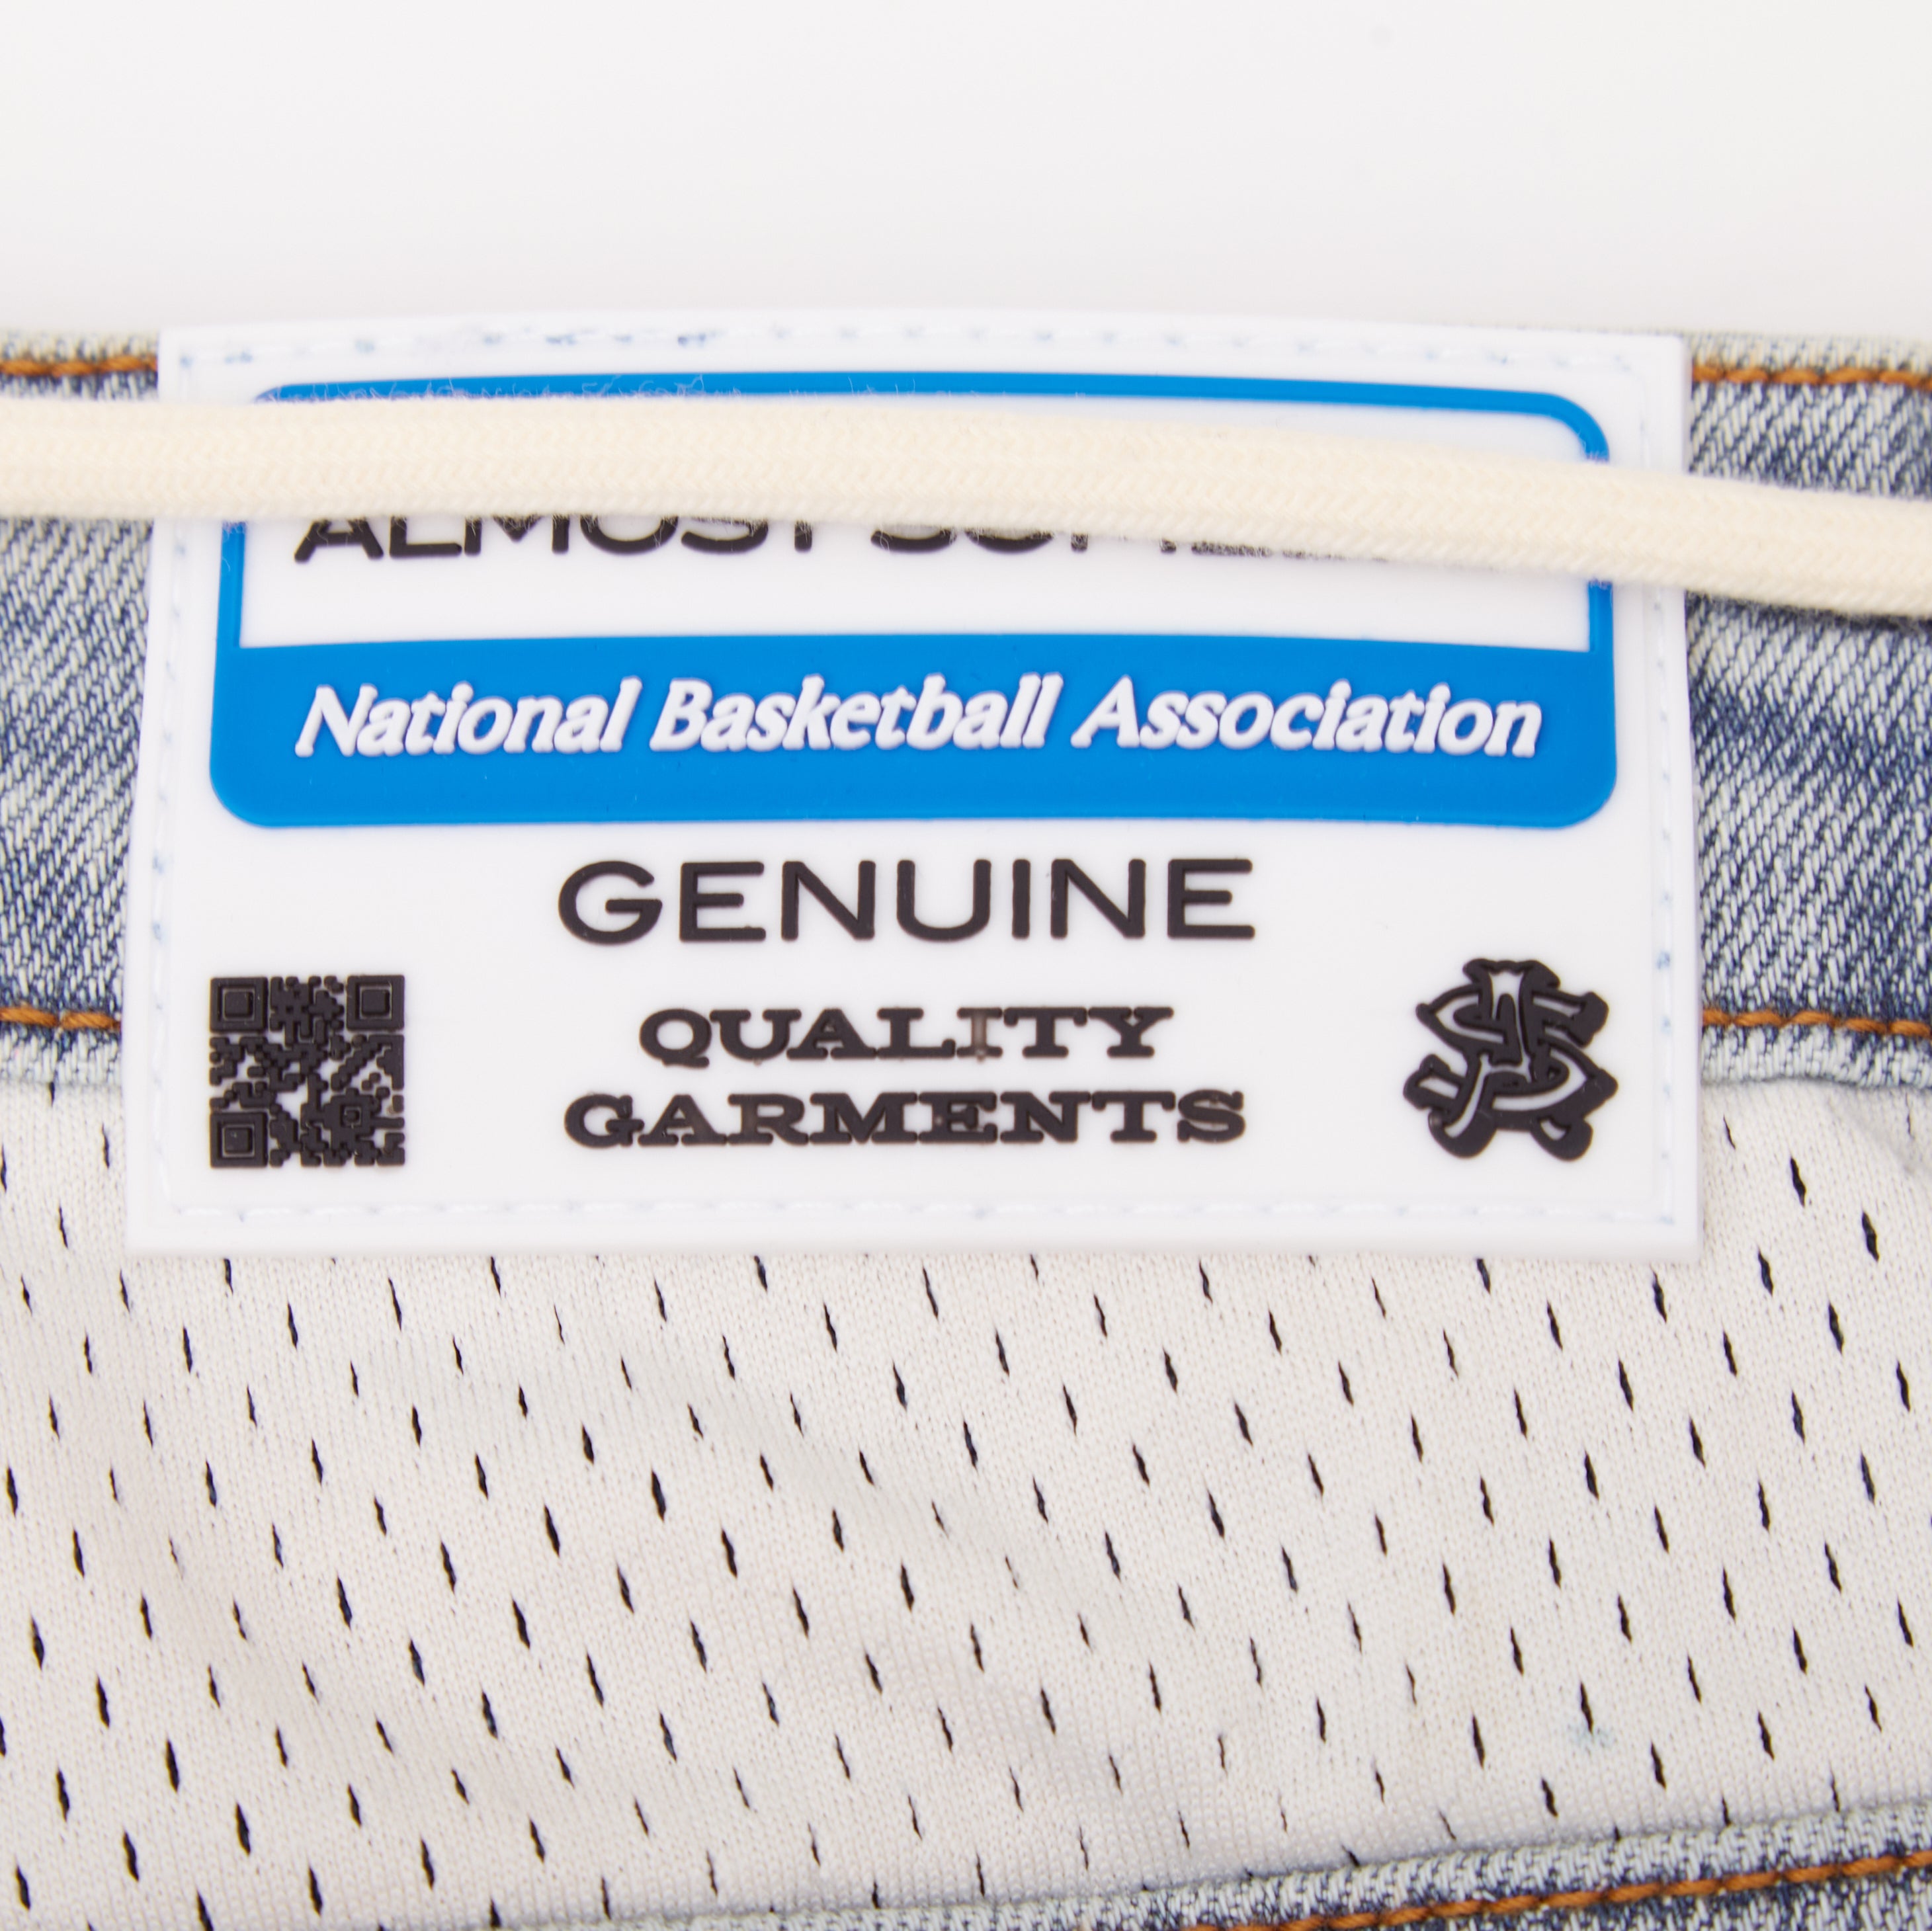 ALMOST
National Basketball Association
GENUINE
QUALITY
GARMENTS